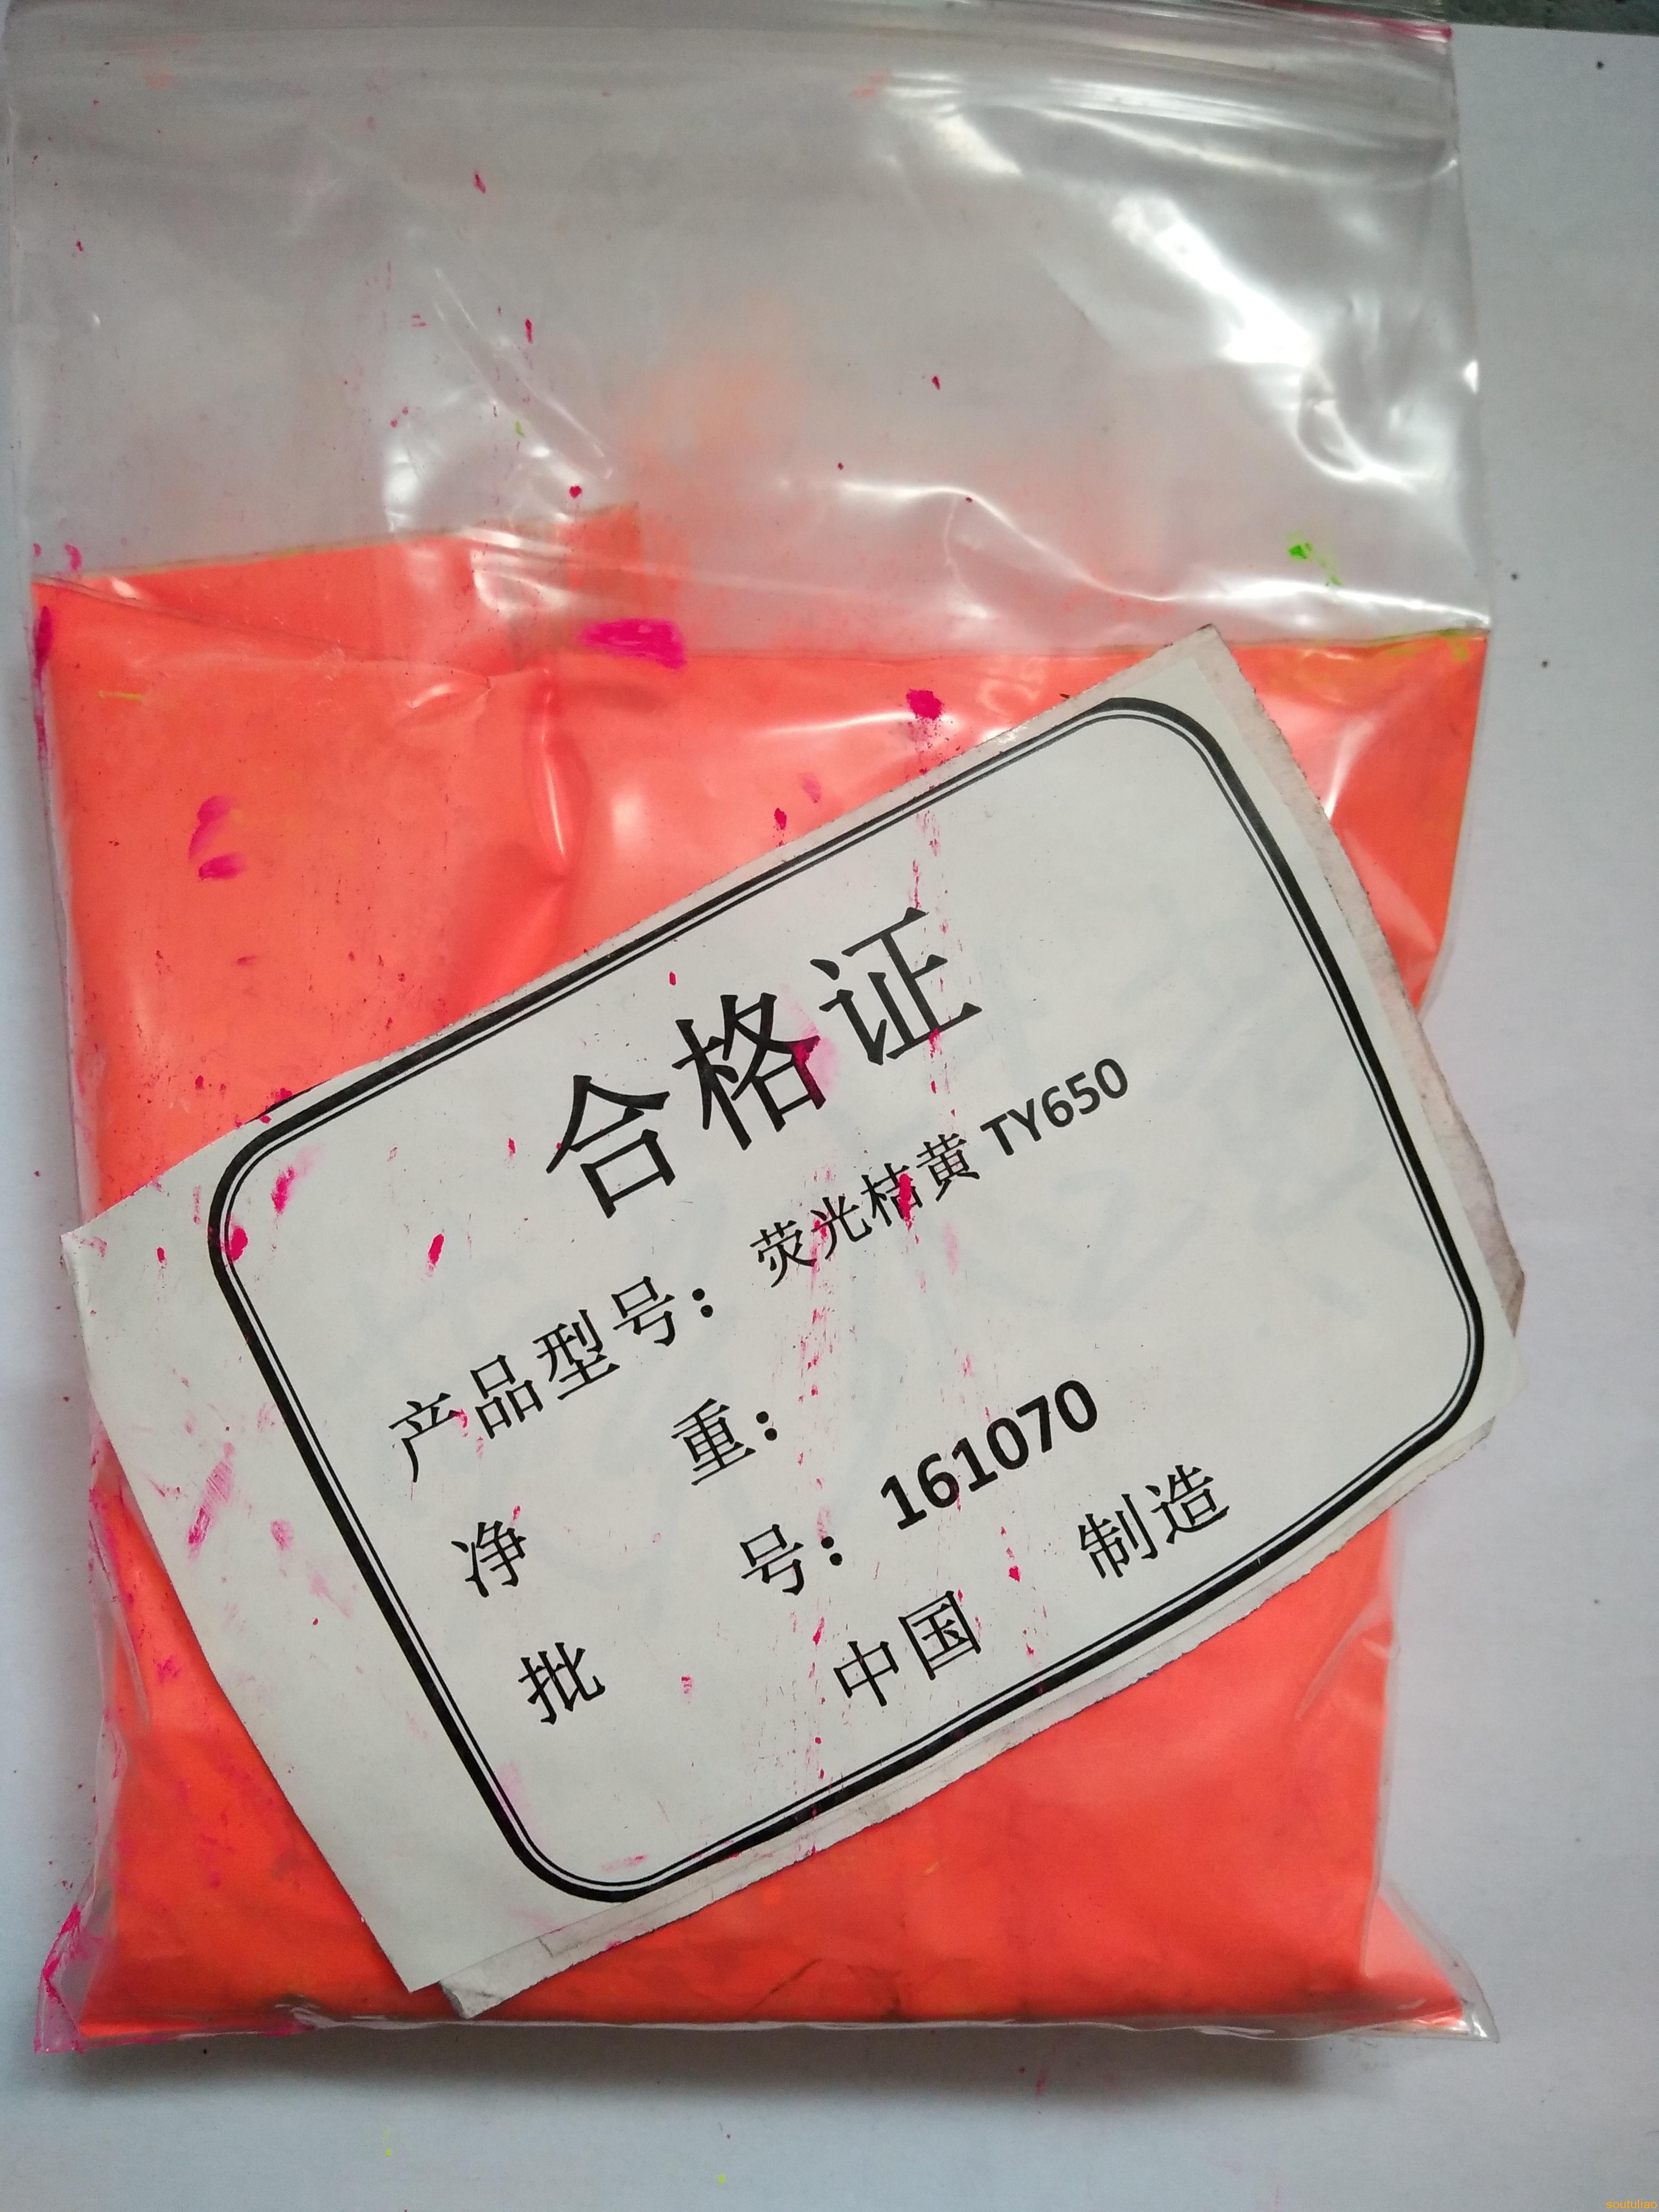 合格证
产品型号：荧光桔黄 TY650
净 重：
批 号：161070
中国 制造
soutuliao